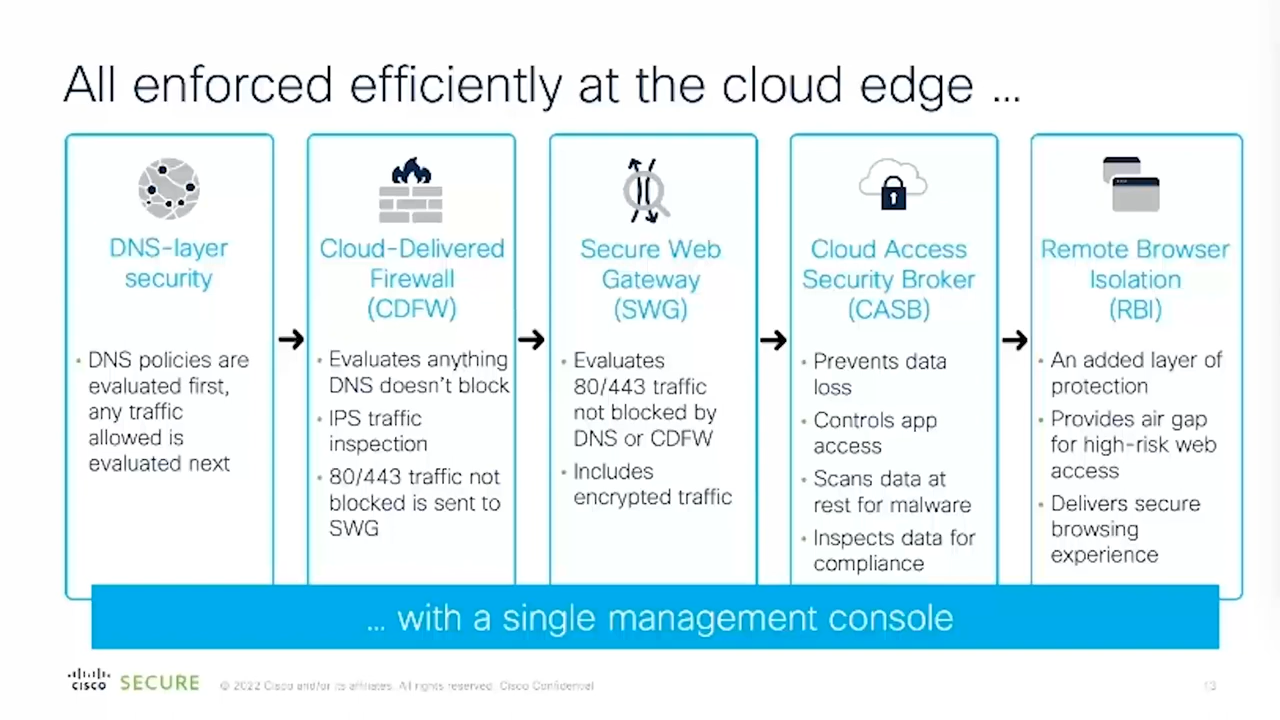 All enforced efficiently at the cloud edge ...
DNS-layer
security
• DNS policies are
evaluated first,
any traffic
allowed is
evaluated next
Cloud-Delivered
Firewall
(CDFW)
• Evaluates anything
DNS doesn't block
• IPS traffic
inspection
• 80/443 traffic not
blocked is sent to
SWG
Secure Web
Gateway
(SWG)
• Evaluates
80/443 traffic
not blocked by
DNS or CDFW
• Includes
encrypted traffic
Cloud Access
Security Broker
(CASB)
• Prevents data
loss
• Controls app
access
• Scans data at
rest for malware
• Inspects data for
compliance
Remote Browser
Isolation
(RBI)
• An added layer of
protection
• Provides air gap
for high-risk web
access
• Delivers secure
browsing
experience
... with a single management console
CISCO SECURE
© 2022 Cisco and/or its affiliates. All rights reserved. Cisco Confidential
13